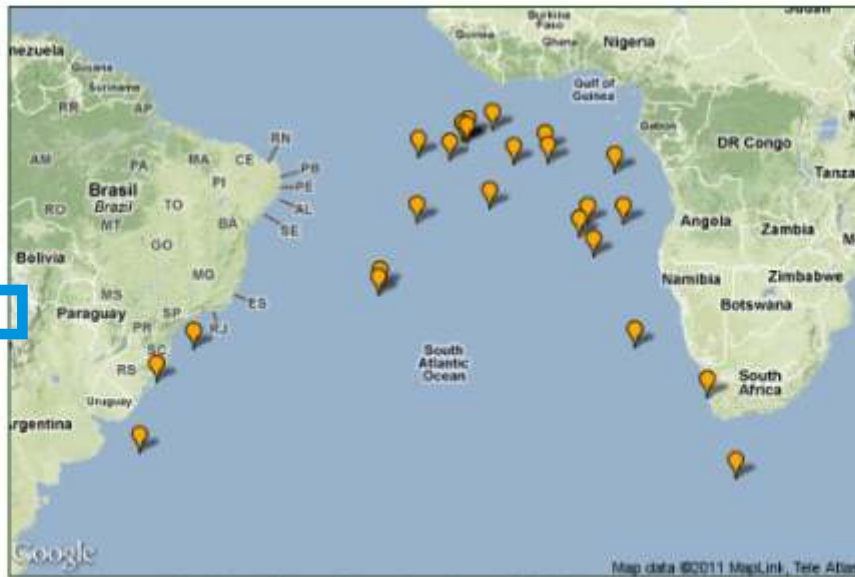 Sudan
Burkina
Faso
Guinea
Ghana
Nigeria
nezuela
Guyana
Suriname
Gulf of
Guinea
RR
AP
Gabon
RN
DR Congo
AM
PA
MA
CE
PB
PI
PE
Tanza
Brasil
Brazil
AL
RO
MT
TO
BA
SE
Angola
Zambia
GO
Bolivia
MG
Namibia
Zimbabwe
MS
ES
Botswana
Paraguay
SP
PR
RJ
SC
South
Atlantic
Ocean
RS
South
Africa
Uruguay
rgentina
Google
Map data ©2011 MapLink, Tele Atlas